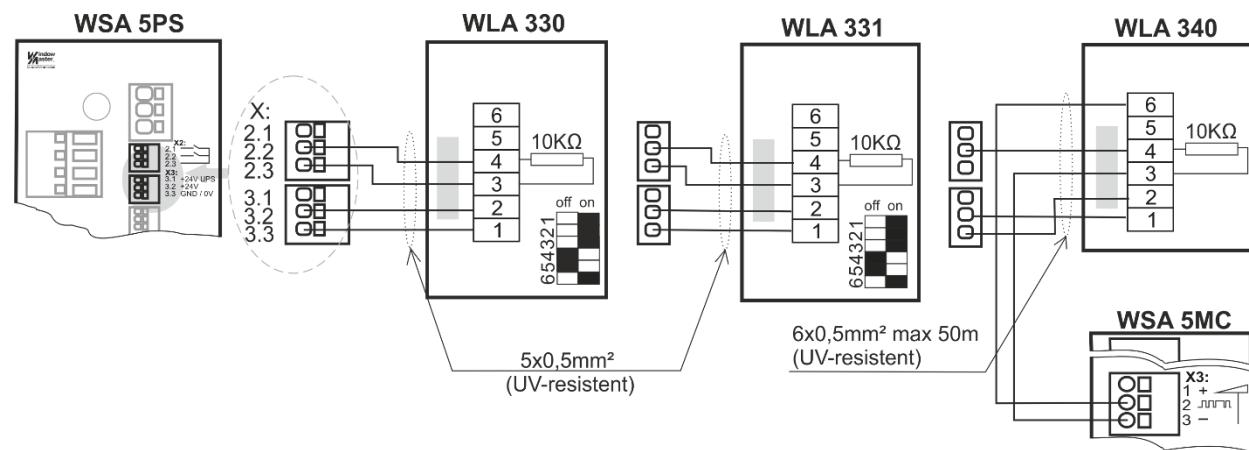 WSA 5PS
WLA 330
WLA 331
WLA 340
Window
Master.
X:
2.1
2.2
2.3
3.1
3.2
3.3
X2:
2.1
2.2
2.3
X3:
3.1 +24V UPS
3.2 +24V
3.3 GND / 0V
6
5
4
3
2
1
10KΩ
off on
654321
6
5
4
3
2
1
10KΩ
off on
654321
6
5
4
3
2
1
10KΩ
5x0,5mm²
(UV-resistent)
6x0,5mm² max 50m
(UV-resistent)
WSA 5MC
X3:
1 +
2
3 –